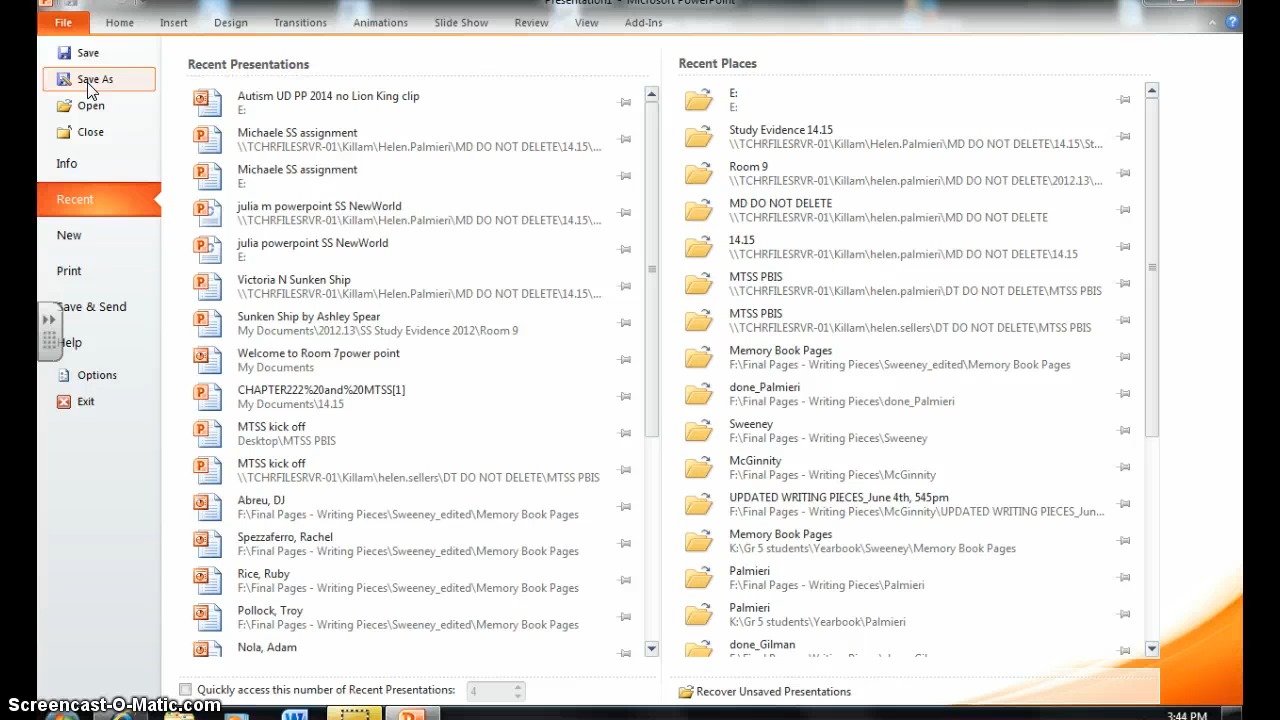 Presentation1 - Microsoft PowerPoint
File Home Insert Design Transitions Animations Slide Show Review View Add-Ins
Save
Save As
Open
Close
Info
Recent
New
Print
Save & Send
Help
Options
Exit
Recent Presentations
Autism UD PP 2014 no Lion King clip
E:
Michaele SS assignment
\\TCHRFILESRVR-01\Killam\Helen.Palmieri\MD DO NOT DELETE\14.15\...
Michaele SS assignment
E:
julia m powerpoint SS NewWorld
\\TCHRFILESRVR-01\Killam\Helen.Palmieri\MD DO NOT DELETE\14.15\...
julia powerpoint SS NewWorld
E:
Victoria N Sunken Ship
\\TCHRFILESRVR-01\Killam\Helen.Palmieri\MD DO NOT DELETE\14.15\...
Sunken Ship by Ashley Spear
My Documents\2012.13\SS Study Evidence 2012\Room 9
Welcome to Room 7power point
My Documents
CHAPTER222%20and%20MTSS[1]
My Documents\14.15
MTSS kick off
Desktop\MTSS PBIS
MTSS kick off
\\TCHRFILESRVR-01\Killam\helen.sellers\DT DO NOT DELETE\MTSS PBIS
Abreu, DJ
F:\Final Pages - Writing Pieces\Sweeney_edited\Memory Book Pages
Spezzaferro, Rachel
F:\Final Pages - Writing Pieces\Sweeney_edited\Memory Book Pages
Rice, Ruby
F:\Final Pages - Writing Pieces\Sweeney_edited\Memory Book Pages
Pollock, Troy
F:\Final Pages - Writing Pieces\Sweeney_edited\Memory Book Pages
Nola, Adam
Quickly access this number of Recent Presentations: 4
Recent Places
E:
E:
Study Evidence 14.15
\\TCHRFILESRVR-01\Killam\Helen.Palmieri\MD DO NOT DELETE\14.15\St...
Room 9
\\TCHRFILESRVR-01\Killam\helen.palmieri\MD DO NOT DELETE\2012.13\...
MD DO NOT DELETE
\\TCHRFILESRVR-01\Killam\helen.palmieri\MD DO NOT DELETE
14.15
\\TCHRFILESRVR-01\Killam\helen.palmieri\MD DO NOT DELETE\14.15
MTSS PBIS
\\TCHRFILESRVR-01\Killam\helen.palmieri\DT DO NOT DELETE\MTSS PBIS
MTSS PBIS
\\TCHRFILESRVR-01\Killam\helen.sellers\DT DO NOT DELETE\MTSS PBIS
Memory Book Pages
F:\Final Pages - Writing Pieces\Sweeney_edited\Memory Book Pages
done_Palmieri
F:\Final Pages - Writing Pieces\done_Palmieri
Sweeney
F:\Final Pages - Writing Pieces\Sweeney
McGinnity
F:\Final Pages - Writing Pieces\McGinnity
UPDATED WRITING PIECES_June 4th, 545pm
F:\Final Pages - Writing Pieces\McGinnity\UPDATED WRITING PIECES_Jun...
Memory Book Pages
K:\Gr 5 students\Yearbook\Sweeney\Memory Book Pages
Palmieri
F:\Final Pages - Writing Pieces\Palmieri
Palmieri
K:\Gr 5 students\Yearbook\Palmieri
done_Gilman
Recover Unsaved Presentations
Screencast-O-Matic.com
3:44 PM